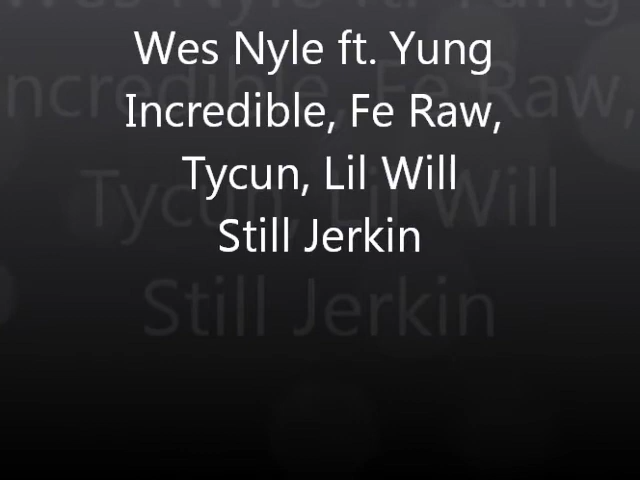 Wes Nyle ft. Yung
Incredible, Fe Raw,
Tycun, Lil Will
Still Jerkin